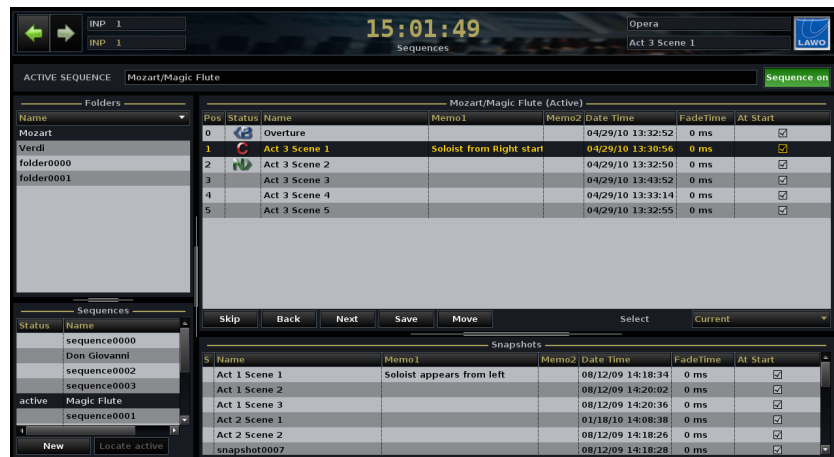 INP 1
INP 1
15:01:49
Sequences
Opera
Act 3 Scene 1
LAWO
ACTIVE SEQUENCE Mozart/Magic Flute Sequence on
Folders
Name
Mozart
Verdi
folder0000
folder0001
Mozart/Magic Flute (Active)
Pos Status Name Memo1 Memo2 Date Time FadeTime At Start
0 Overture 04/29/10 13:32:52 0 ms
1 C Act 3 Scene 1 Soloist from Right start 04/29/10 13:30:56 0 ms
2 Act 3 Scene 2 04/29/10 13:32:50 0 ms
3 Act 3 Scene 3 04/29/10 13:43:52 0 ms
4 Act 3 Scene 4 04/29/10 13:33:14 0 ms
5 Act 3 Scene 5 04/29/10 13:32:55 0 ms
Skip Back Next Save Move Select Current
Sequences
Status Name
sequence0000
Don Giovanni
sequence0002
sequence0003
active Magic Flute
sequence0001
New Locate active
Snapshots
S Name Memo1 Memo2 Date Time FadeTime At Start
Act 1 Scene 1 Soloist appears from left 08/12/09 14:18:34 0 ms
Act 1 Scene 2 08/12/09 14:20:02 0 ms
Act 1 Scene 3 08/12/09 14:20:36 0 ms
Act 2 Scene 1 01/18/10 14:08:38 0 ms
Act 2 Scene 2 08/12/09 14:18:26 0 ms
snapshot0007 08/12/09 14:18:28 0 ms